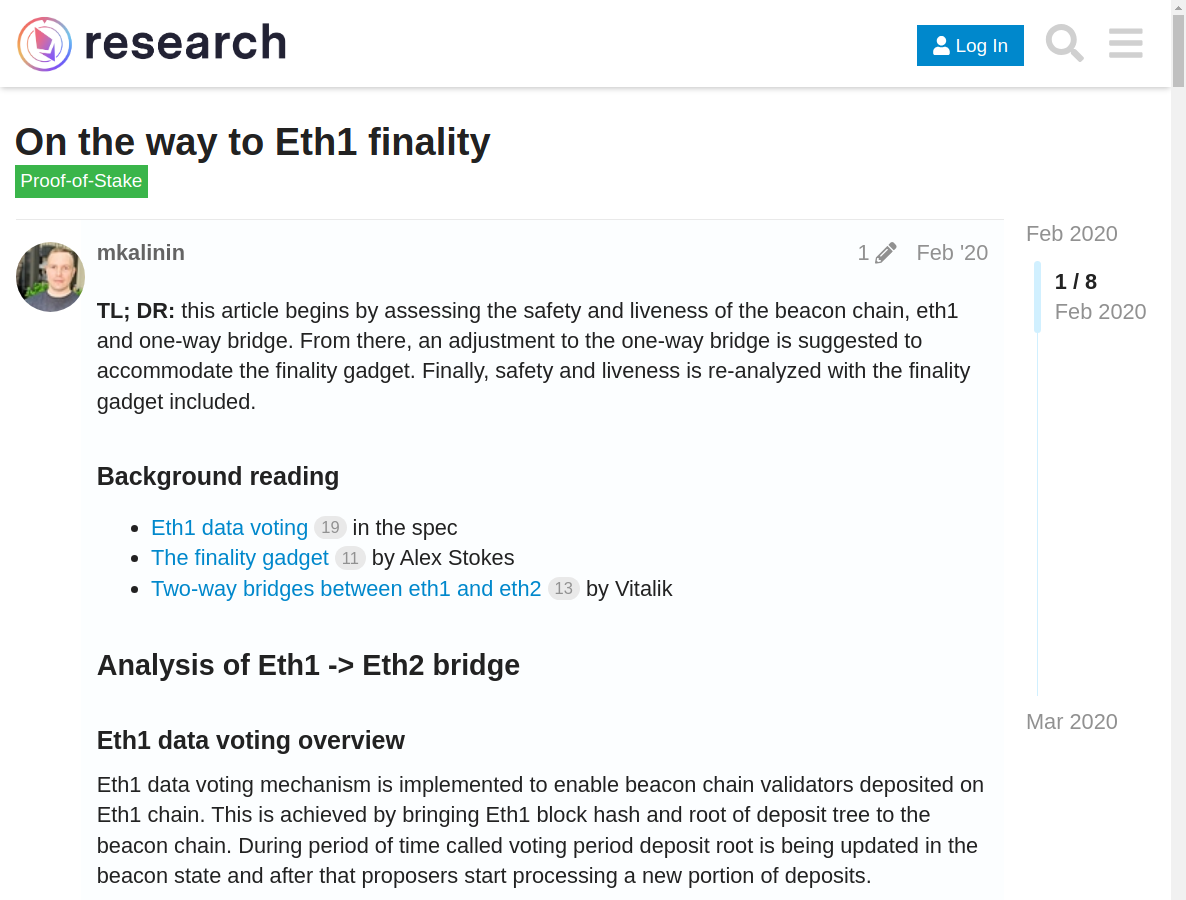 research
Log In
On the way to Eth1 finality
Proof-of-Stake
mkalinin
1
Feb '20
Feb 2020
1 / 8
Feb 2020
TL; DR: this article begins by assessing the safety and liveness of the beacon chain, eth1
and one-way bridge. From there, an adjustment to the one-way bridge is suggested to
accommodate the finality gadget. Finally, safety and liveness is re-analyzed with the finality
gadget included.
Background reading
Eth1 data voting 19 in the spec
The finality gadget 11 by Alex Stokes
Two-way bridges between eth1 and eth2 13 by Vitalik
Analysis of Eth1 -> Eth2 bridge
Mar 2020
Eth1 data voting overview
Eth1 data voting mechanism is implemented to enable beacon chain validators deposited on
Eth1 chain. This is achieved by bringing Eth1 block hash and root of deposit tree to the
beacon chain. During period of time called voting period deposit root is being updated in the
beacon state and after that proposers start processing a new portion of deposits.